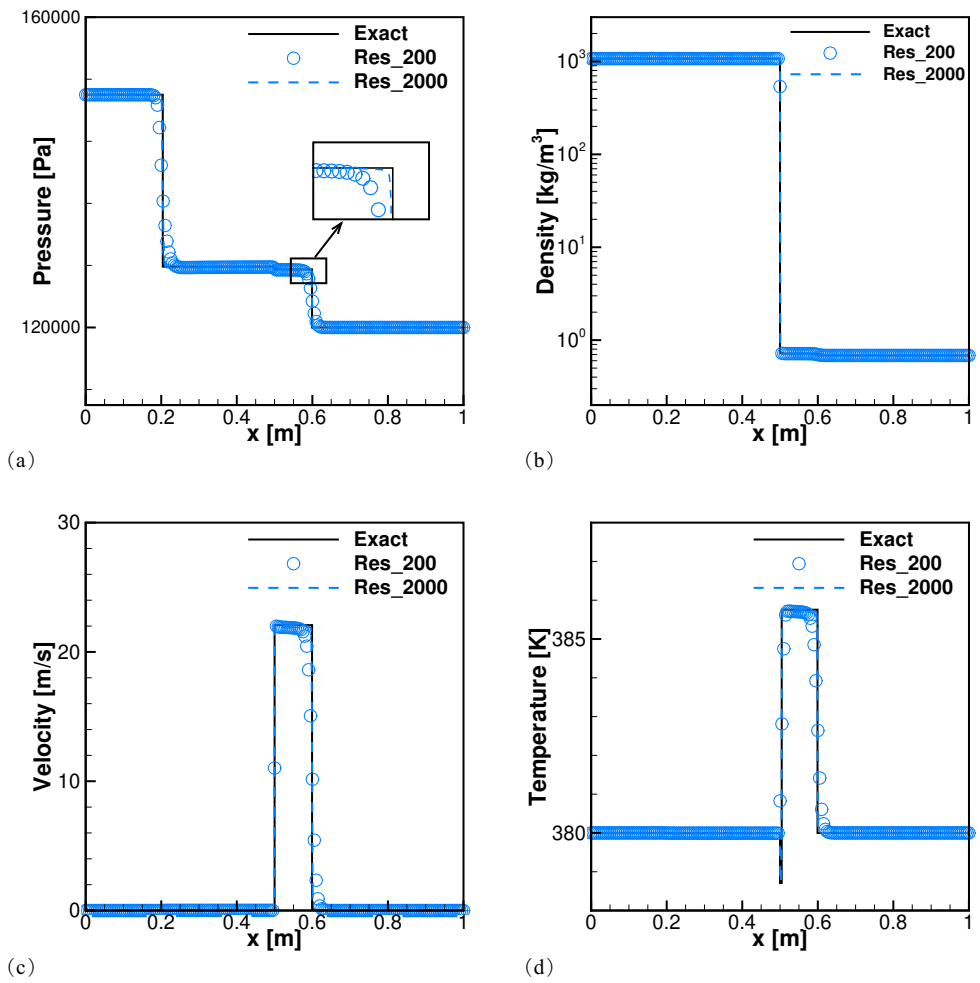 160000
Exact
Res_200
Res_2000
Pressure [Pa]
120000
0 0.2 0.4 0.6 0.8 1
x [m]
(a)
10³
Exact
Res_200
Res_2000
10²
Density [kg/m³]
10¹
10⁰
0 0.2 0.4 0.6 0.8 1
x [m]
(b)
30
Exact
Res_200
Res_2000
20
Velocity [m/s]
10
0
0 0.2 0.4 0.6 0.8 1
x [m]
(c)
Exact
Res_200
Res_2000
385
Temperature [K]
380
0 0.2 0.4 0.6 0.8 1
x [m]
(d)